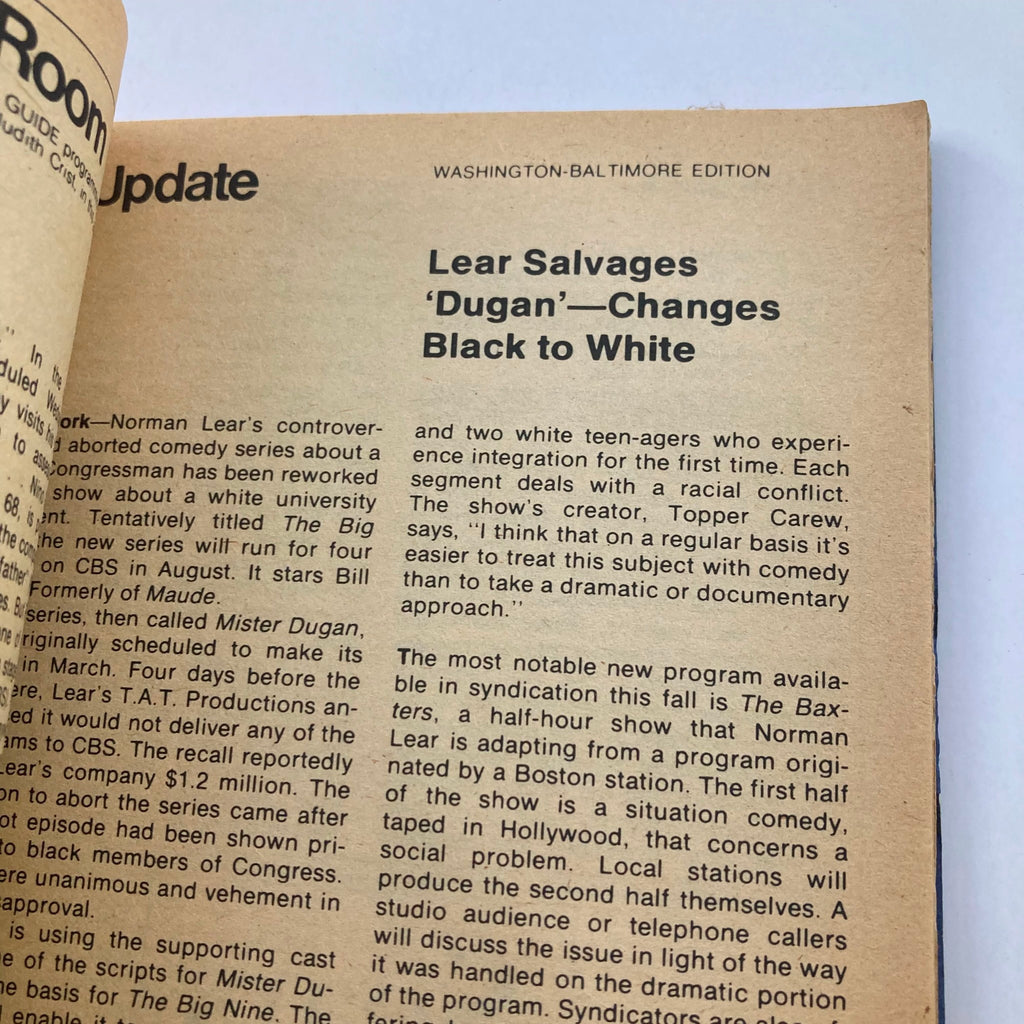 Room
GUIDE
Judith Crist, in
In the
visits
to
68, is
Update
WASHINGTON-BALTIMORE EDITION
Lear Salvages
‘Dugan’—Changes
Black to White
ork—Norman Lear's controver-
aborted comedy series about a
Congressman has been reworked
show about a white university
ent. Tentatively titled The Big
the new series will run for four
on CBS in August. It stars Bill
Formerly of Maude.
series, then called Mister Dugan,
riginally scheduled to make its
in March. Four days before the
ere, Lear's T.A.T. Productions an-
ed it would not deliver any of the
ams to CBS. The recall reportedly
Lear's company $1.2 million. The
on to abort the series came after
ot episode had been shown pri-
to black members of Congress.
ere unanimous and vehement in
approval.
is using the supporting cast
e of the scripts for Mister Du-
he basis for The Big Nine. The
enable it
and two white teen-agers who experi-
ence integration for the first time. Each
segment deals with a racial conflict.
The show's creator, Topper Carew,
says, “I think that on a regular basis it's
easier to treat this subject with comedy
than to take a dramatic or documentary
approach.”
The most notable new program availa-
ble in syndication this fall is The Bax-
ters, a half-hour show that Norman
Lear is adapting from a program origi-
nated by a Boston station. The first half
of the show is a situation comedy,
taped in Hollywood, that concerns a
social problem. Local stations will
produce the second half themselves. A
studio audience or telephone callers
will discuss the issue in light of the way
it was handled on the dramatic portion
of the program. Syndicators are